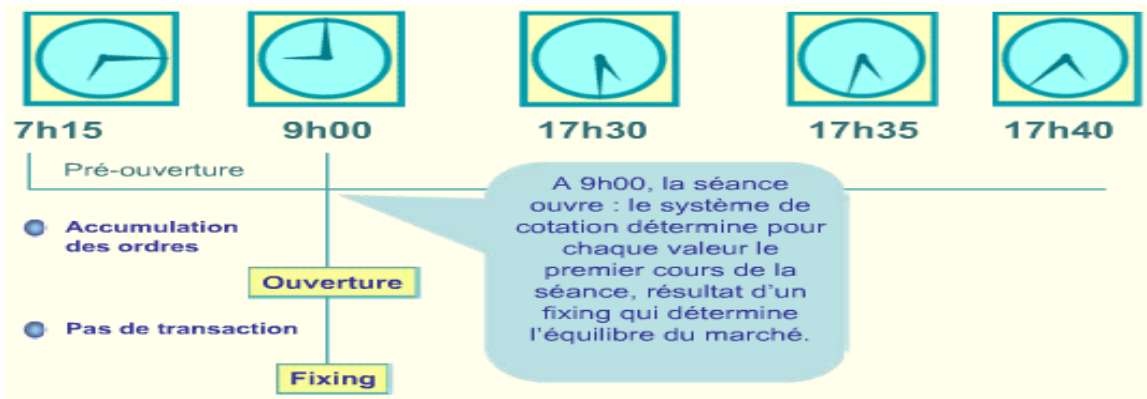 7h15
9h00
17h30
17h35
17h40
Pré-ouverture
Accumulation
des ordres
Ouverture
Pas de transaction
Fixing
A 9h00, la séance
ouvre : le système de
cotation détermine pour
chaque valeur le
premier cours de la
séance, résultat d'un
fixing qui détermine
l'équilibre du marché.